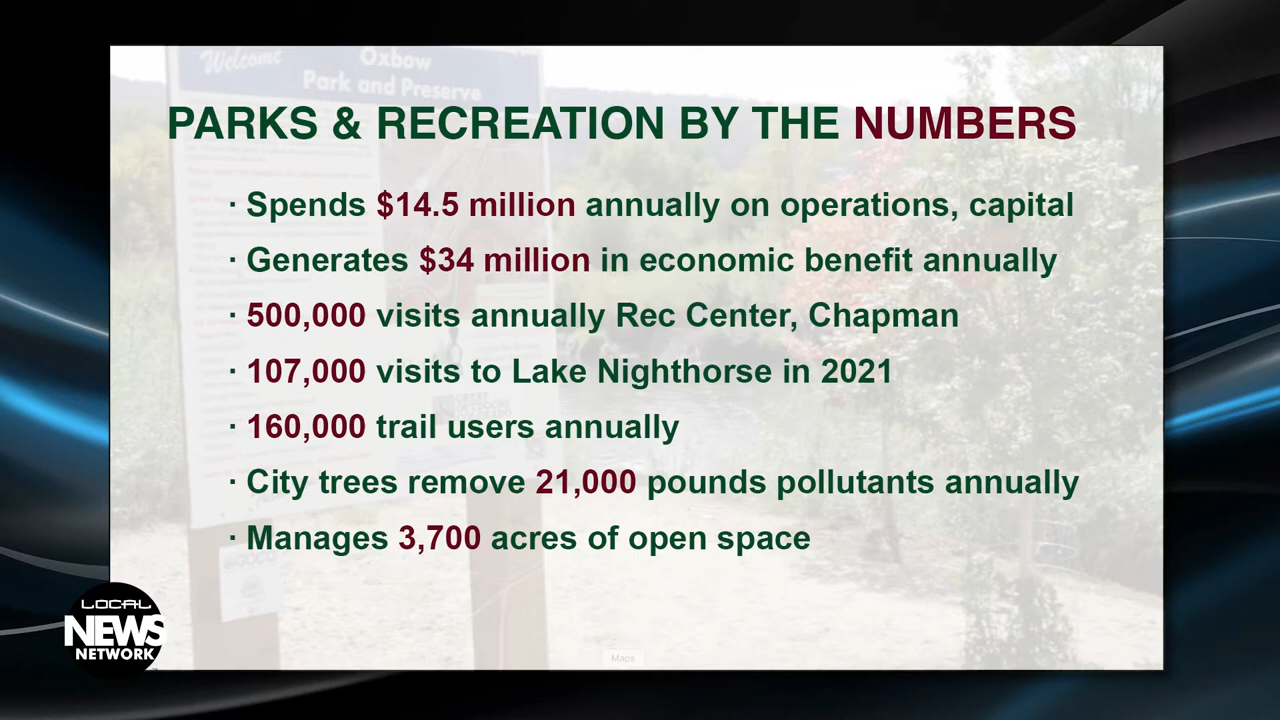 Welcome
Oxbow
Park and Preserve
PARKS & RECREATION BY THE NUMBERS
· Spends $14.5 million annually on operations, capital
· Generates $34 million in economic benefit annually
· 500,000 visits annually Rec Center, Chapman
· 107,000 visits to Lake Nighthorse in 2021
· 160,000 trail users annually
· City trees remove 21,000 pounds pollutants annually
· Manages 3,700 acres of open space
LOCAL
NEWS
NETWORK
Maps